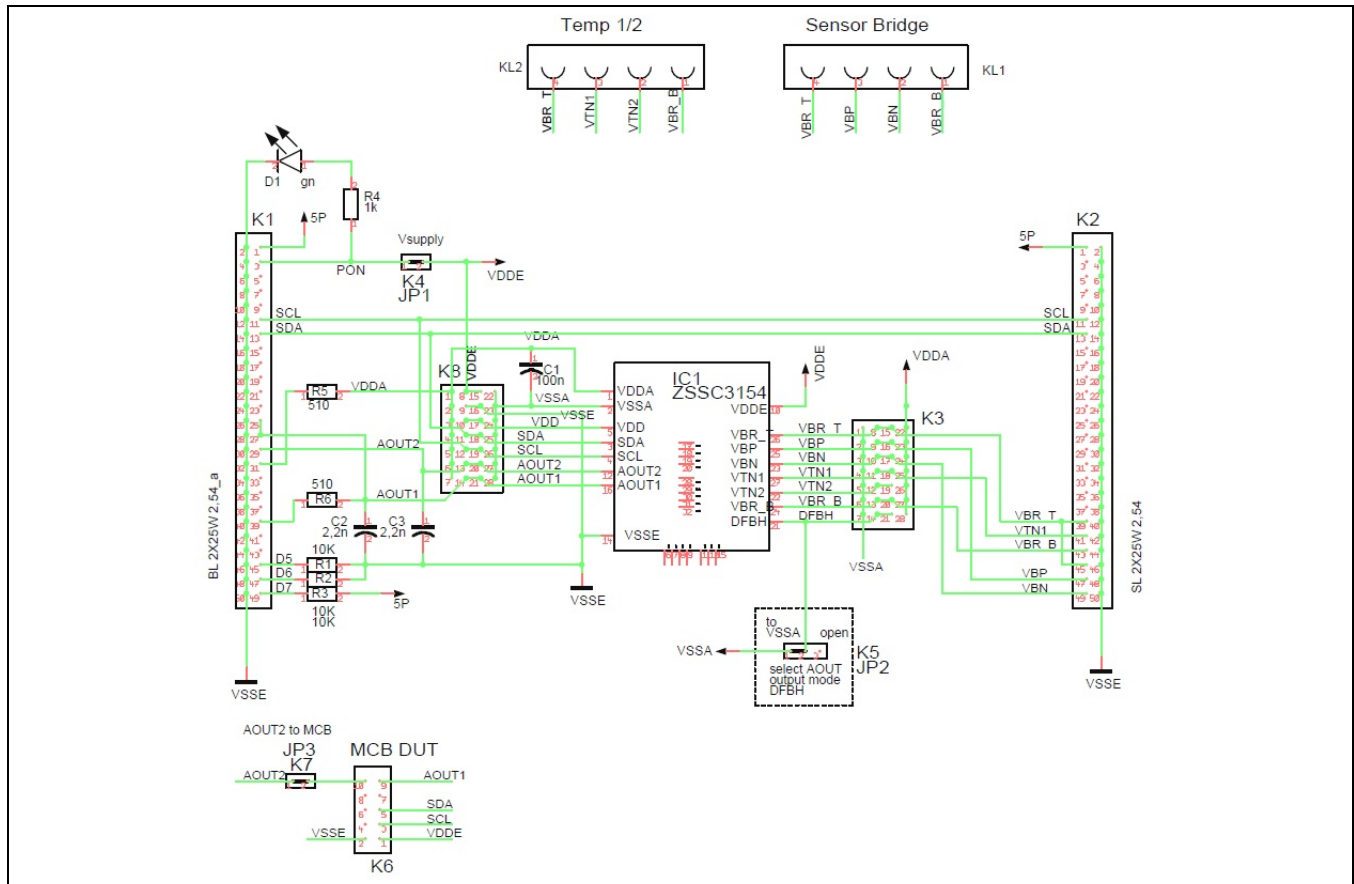 Temp 1/2
Sensor Bridge
KL2
KL1
VBR_T
VTN1
VTN2
VBR_B
VBR_T
VBP
VBN
VBR_B
D1
gn
R4
1k
K1
5P
Vsupply
PON
K4
JP1
VDDE
K2
5P
SCL
SDA
SCL
SDA
VDDA
K8
VDDE
C1
100n
VSSA
VSSE
VDD
SDA
SCL
AOUT2
AOUT1
IC1
ZSSC3154
VDDA
VSSA
VDD
SDA
SCL
AOUT2
AOUT1
VSSE
VDDE
VBR_T
VBP
VBN
VTN1
VTN2
VBR_B
DFBH
VDDE
VDDA
K3
VBR_T
VBP
VBN
VTN1
VTN2
VBR_B
DFBH
VSSA
R5
510
VDDA
AOUT2
510
R6
AOUT1
C2
2,2n
C3
2,2n
10K
D5
R1
D6
R2
D7
R3
5P
10K
10K
VSSE
BL 2X25W 2,54_a
VBR_T
VTN1
VBR_B
VBP
VBN
SL 2X25W 2,54
to
VSSA
open
VSSA
K5
JP2
select AOUT
output mode
DFBH
VSSE
VSSE
AOUT2 to MCB
JP3
K7
MCB DUT
AOUT2
AOUT1
SDA
SCL
VSSE
VDDE
K6